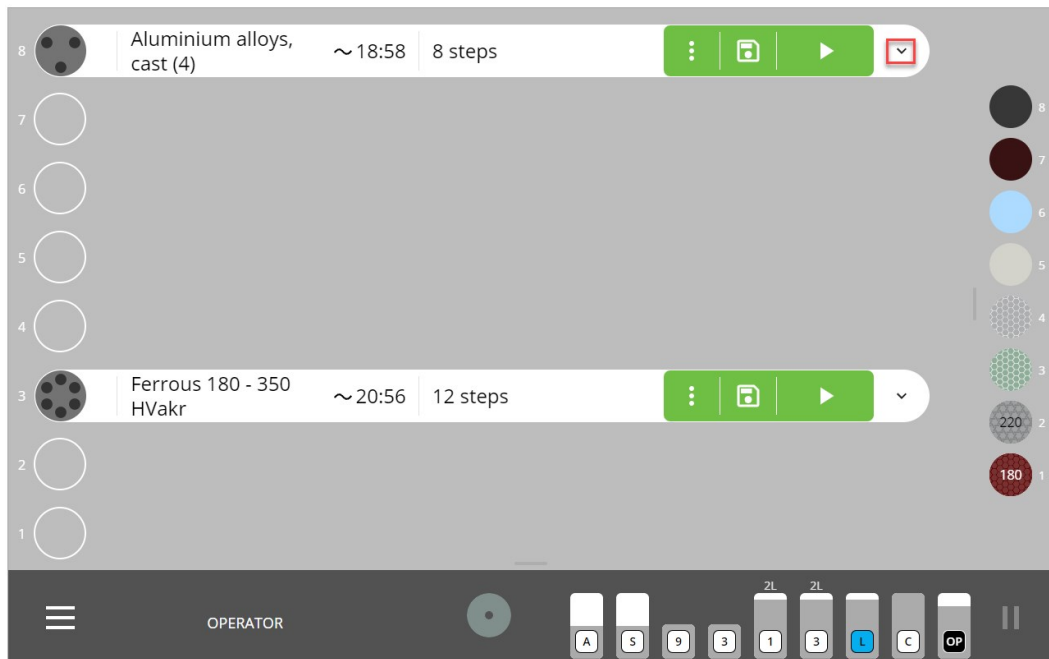 8
Aluminium alloys,
cast (4)
~18:58
8 steps
7
8
7
6
6
5
5
4
4
3
Ferrous 180 - 350
HVakr
~20:56
12 steps
3
220 2
2
180 1
1
2L 2L
OPERATOR
A S 9 3 1 3 L C OP